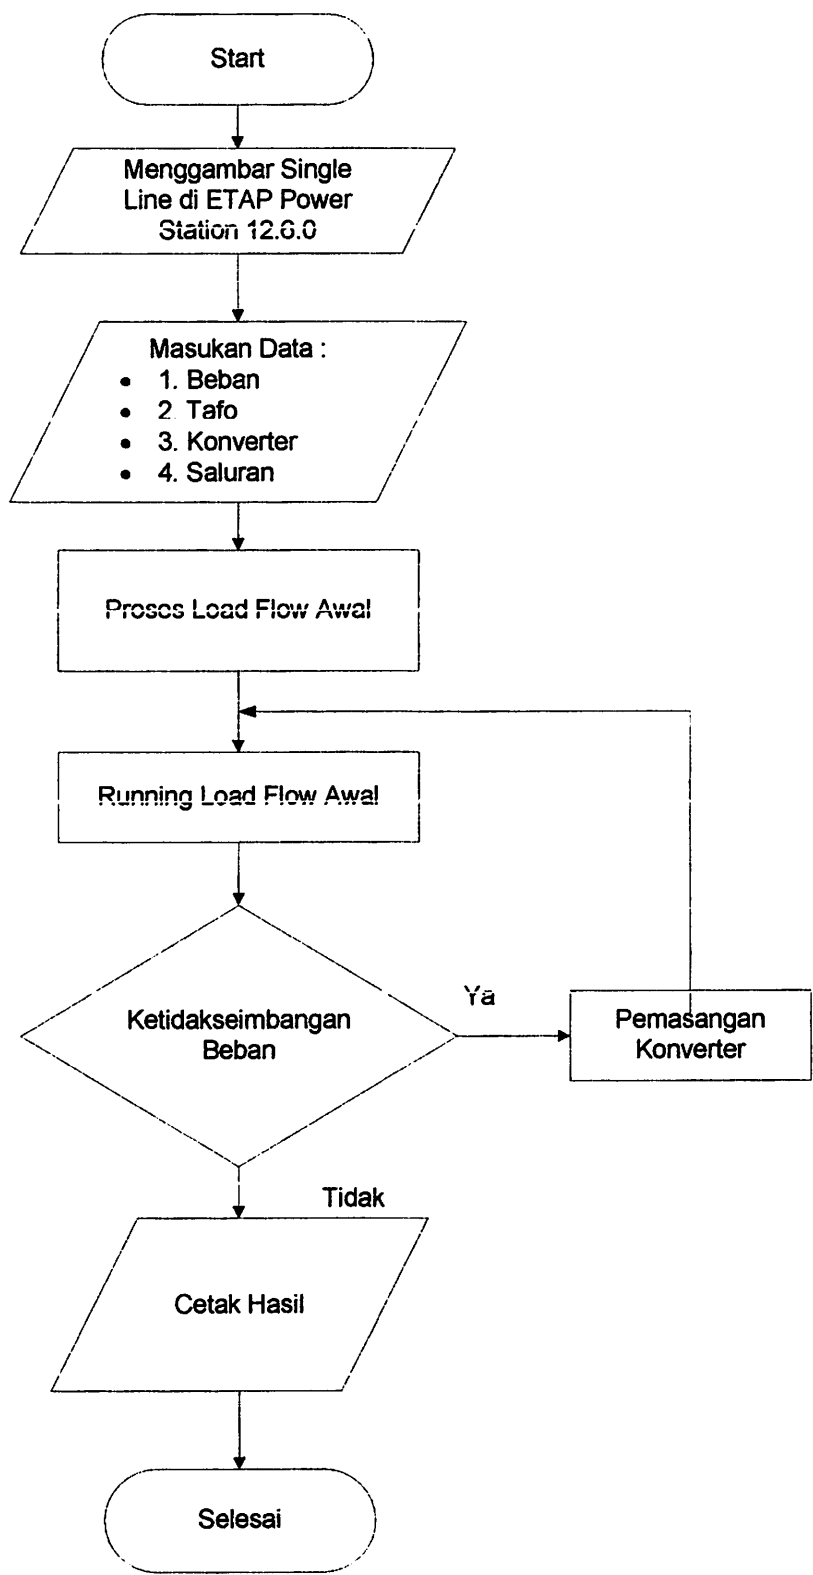 Start
Menggambar Single
Line di ETAP Power
Station 12.6.0
Masukan Data :
• 1. Beban
• 2. Tafo
• 3. Konverter
• 4. Saluran
Proses Load Flow Awal
Running Load Flow Awal
Ketidakseimbangan
Beban
Ya
Pemasangan
Konverter
Tidak
Cetak Hasil
Selesai